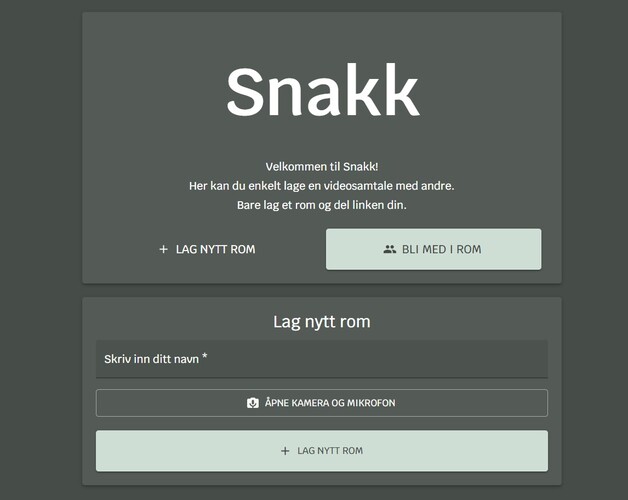 Snakk
Velkommen til Snakk!
Her kan du enkelt lage en videosamtale med andre.
Bare lag et rom og del linken din.
+ LAG NYTT ROM
BLI MED I ROM
Lag nytt rom
Skriv inn ditt navn *
ÅPNE KAMERA OG MIKROFON
+ LAG NYTT ROM